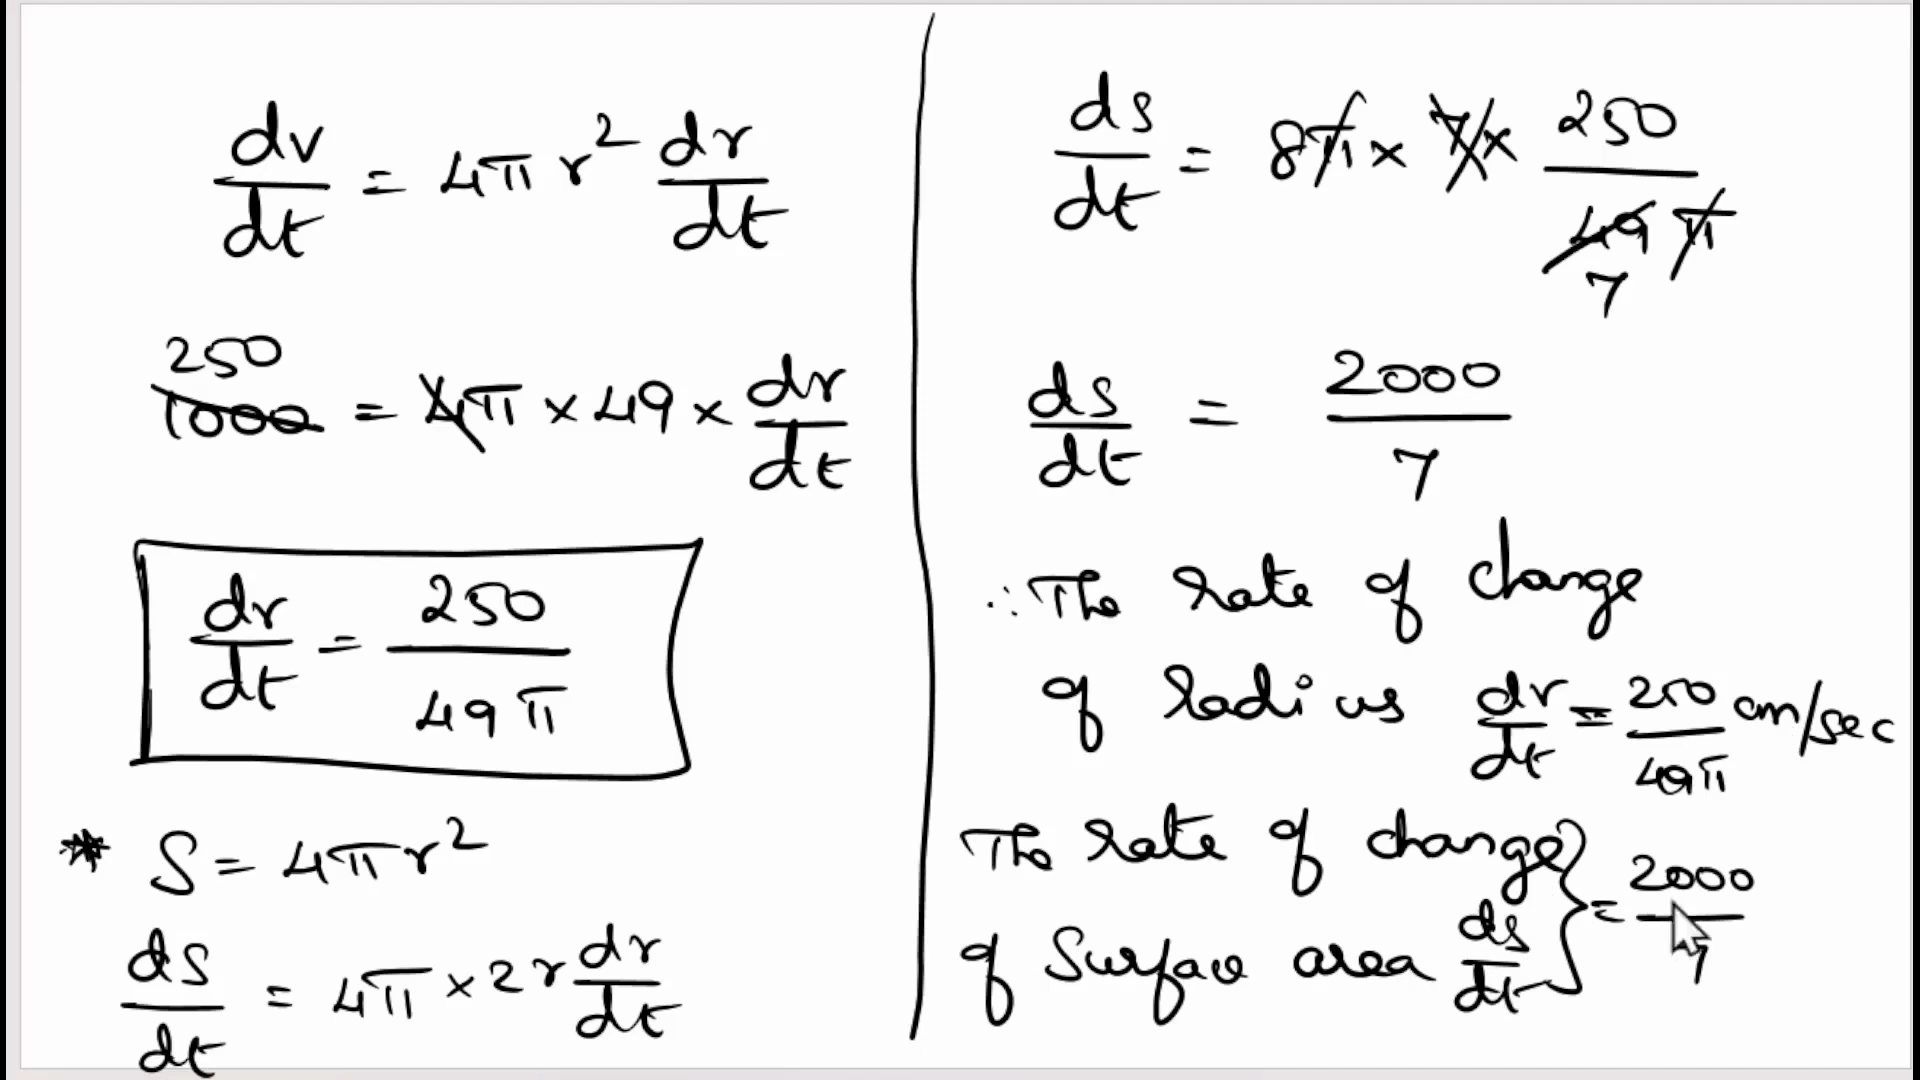 dv/dt = 4π r² dr/dt
250
1000 = 4π × 49 × dr/dt
dr/dt = 250/49π
* S = 4πr²
ds/dt = 4π × 2r dr/dt
ds/dt = 8π × 7 × 250/49π
7
ds/dt = 2000/7
∴ The rate of change
of radius dr/dt = 250/49π cm/sec
The rate of change
of Surface area ds/dt } = 2000/7